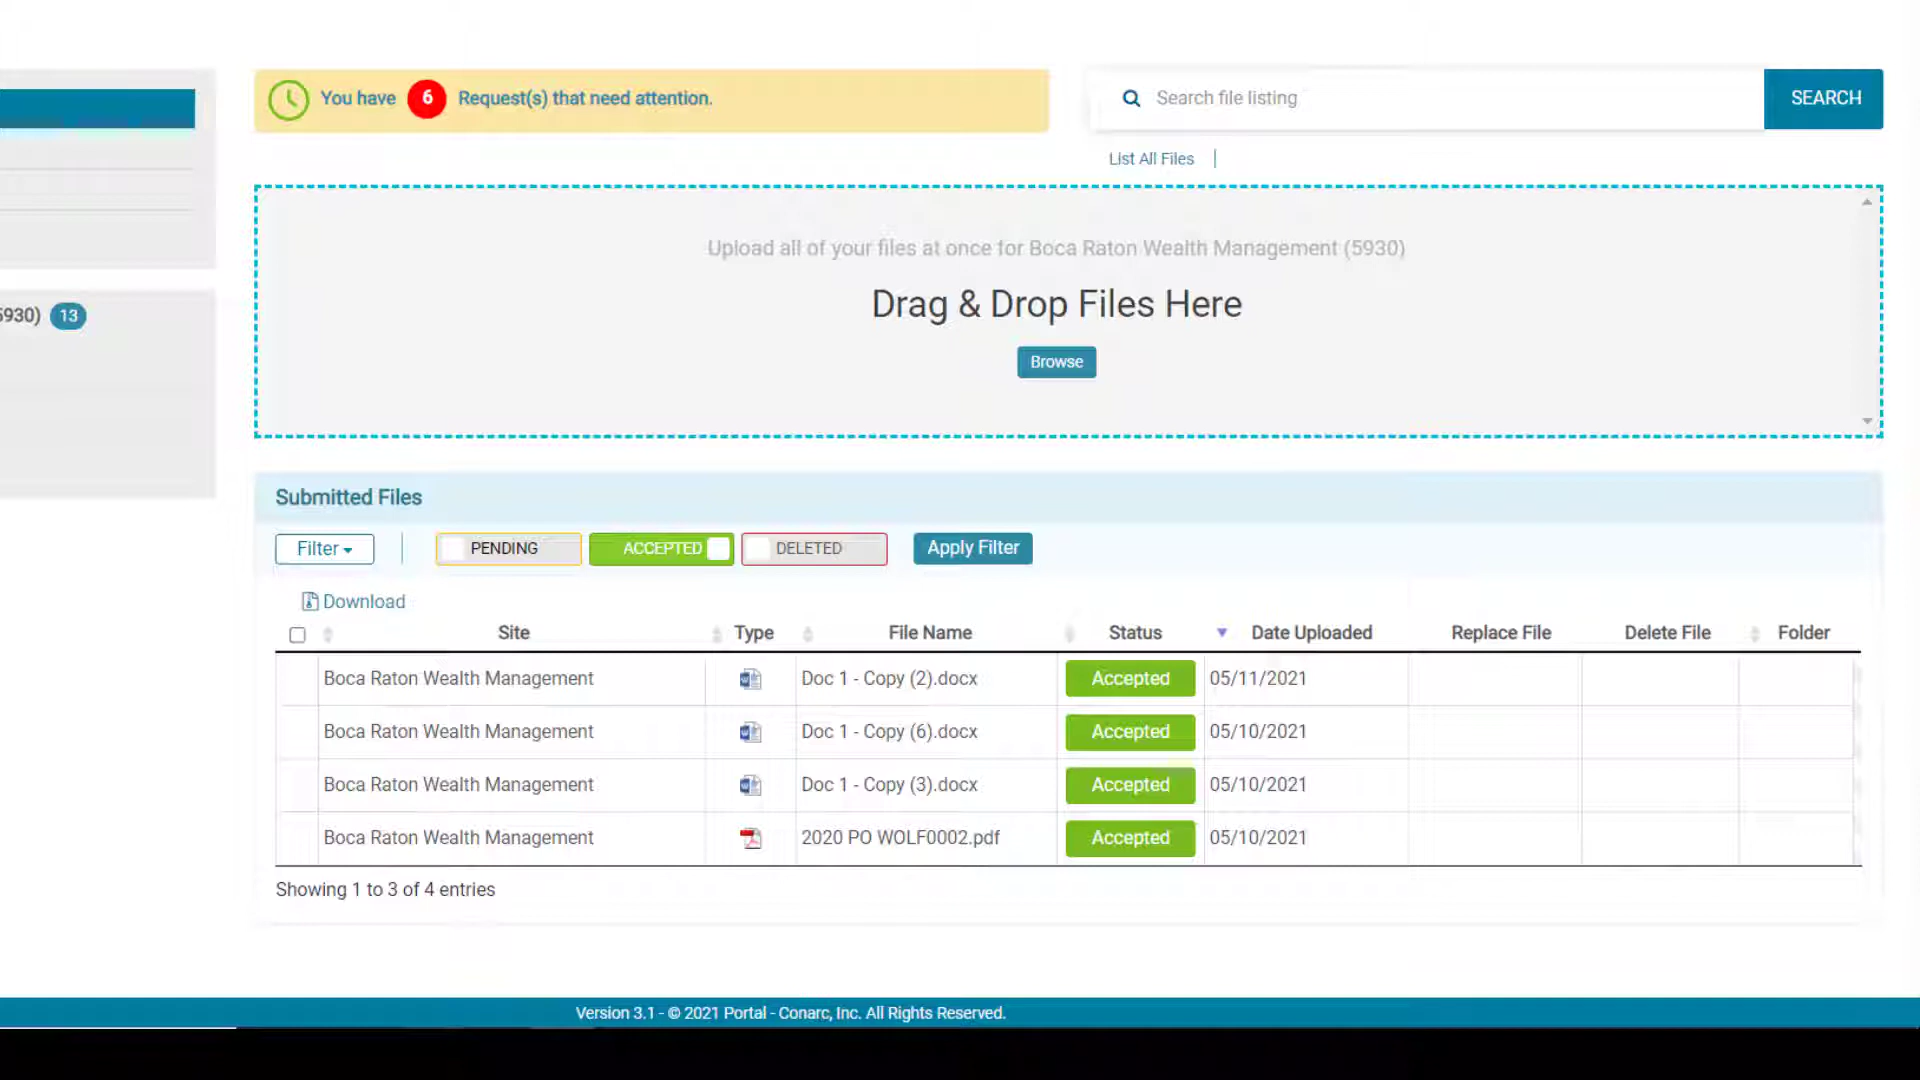 You have 6 Request(s) that need attention.
Search file listing
SEARCH
List All Files
5930) 13
Upload all of your files at once for Boca Raton Wealth Management (5930)
Drag & Drop Files Here
Browse
Submitted Files
Filter
PENDING
ACCEPTED
DELETED
Apply Filter
Download
Site Type File Name Status Date Uploaded Replace File Delete File Folder
Boca Raton Wealth Management Doc 1 - Copy (2).docx Accepted 05/11/2021
Boca Raton Wealth Management Doc 1 - Copy (6).docx Accepted 05/10/2021
Boca Raton Wealth Management Doc 1 - Copy (3).docx Accepted 05/10/2021
Boca Raton Wealth Management 2020 PO WOLF0002.pdf Accepted 05/10/2021
Showing 1 to 3 of 4 entries
Version 3.1 - © 2021 Portal - Conarc, Inc. All Rights Reserved.